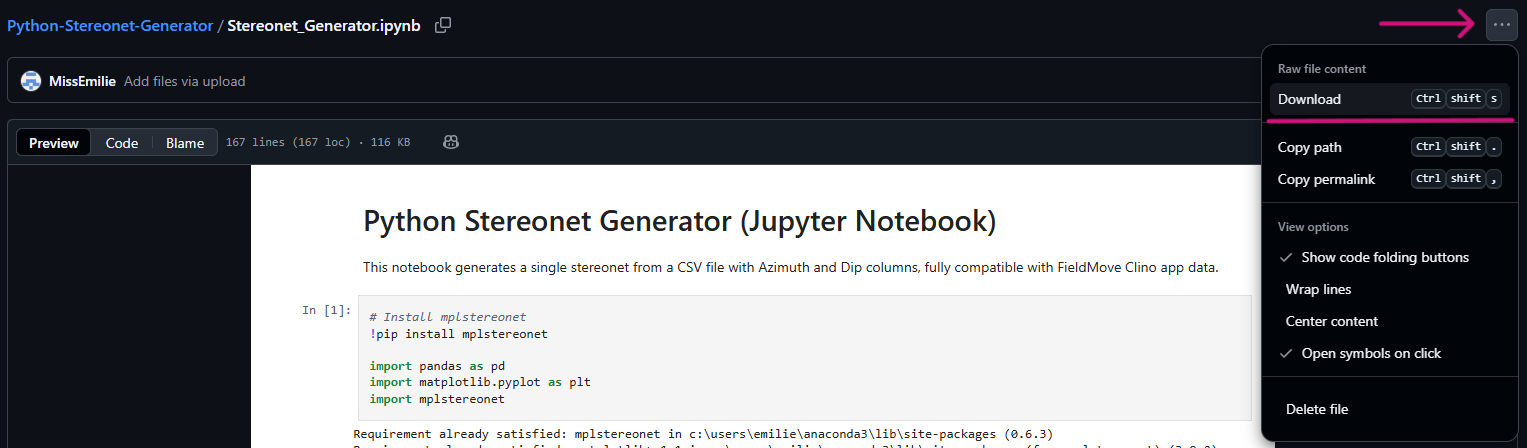 Python-Stereonet-Generator / Stereonet_Generator.ipynb
MissEmilie Add files via upload
Raw file content
Download Ctrl shift s
Preview Code Blame 167 lines (167 loc) · 116 KB
Copy path Ctrl shift .
Copy permalink Ctrl shift ,
View options
Show code folding buttons
Wrap lines
Center content
Open symbols on click
Delete file
Python Stereonet Generator (Jupyter Notebook)
This notebook generates a single stereonet from a CSV file with Azimuth and Dip columns, fully compatible with FieldMove Clino app data.
In [1]:
# Install mplstereonet
!pip install mplstereonet
import pandas as pd
import matplotlib.pyplot as plt
import mplstereonet
Requirement already satisfied: mplstereonet in c:\users\emilie\anaconda3\lib\site-packages (0.6.3)